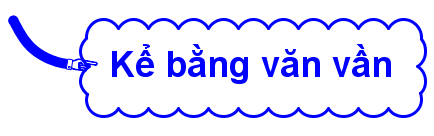 Kể bằng văn vần